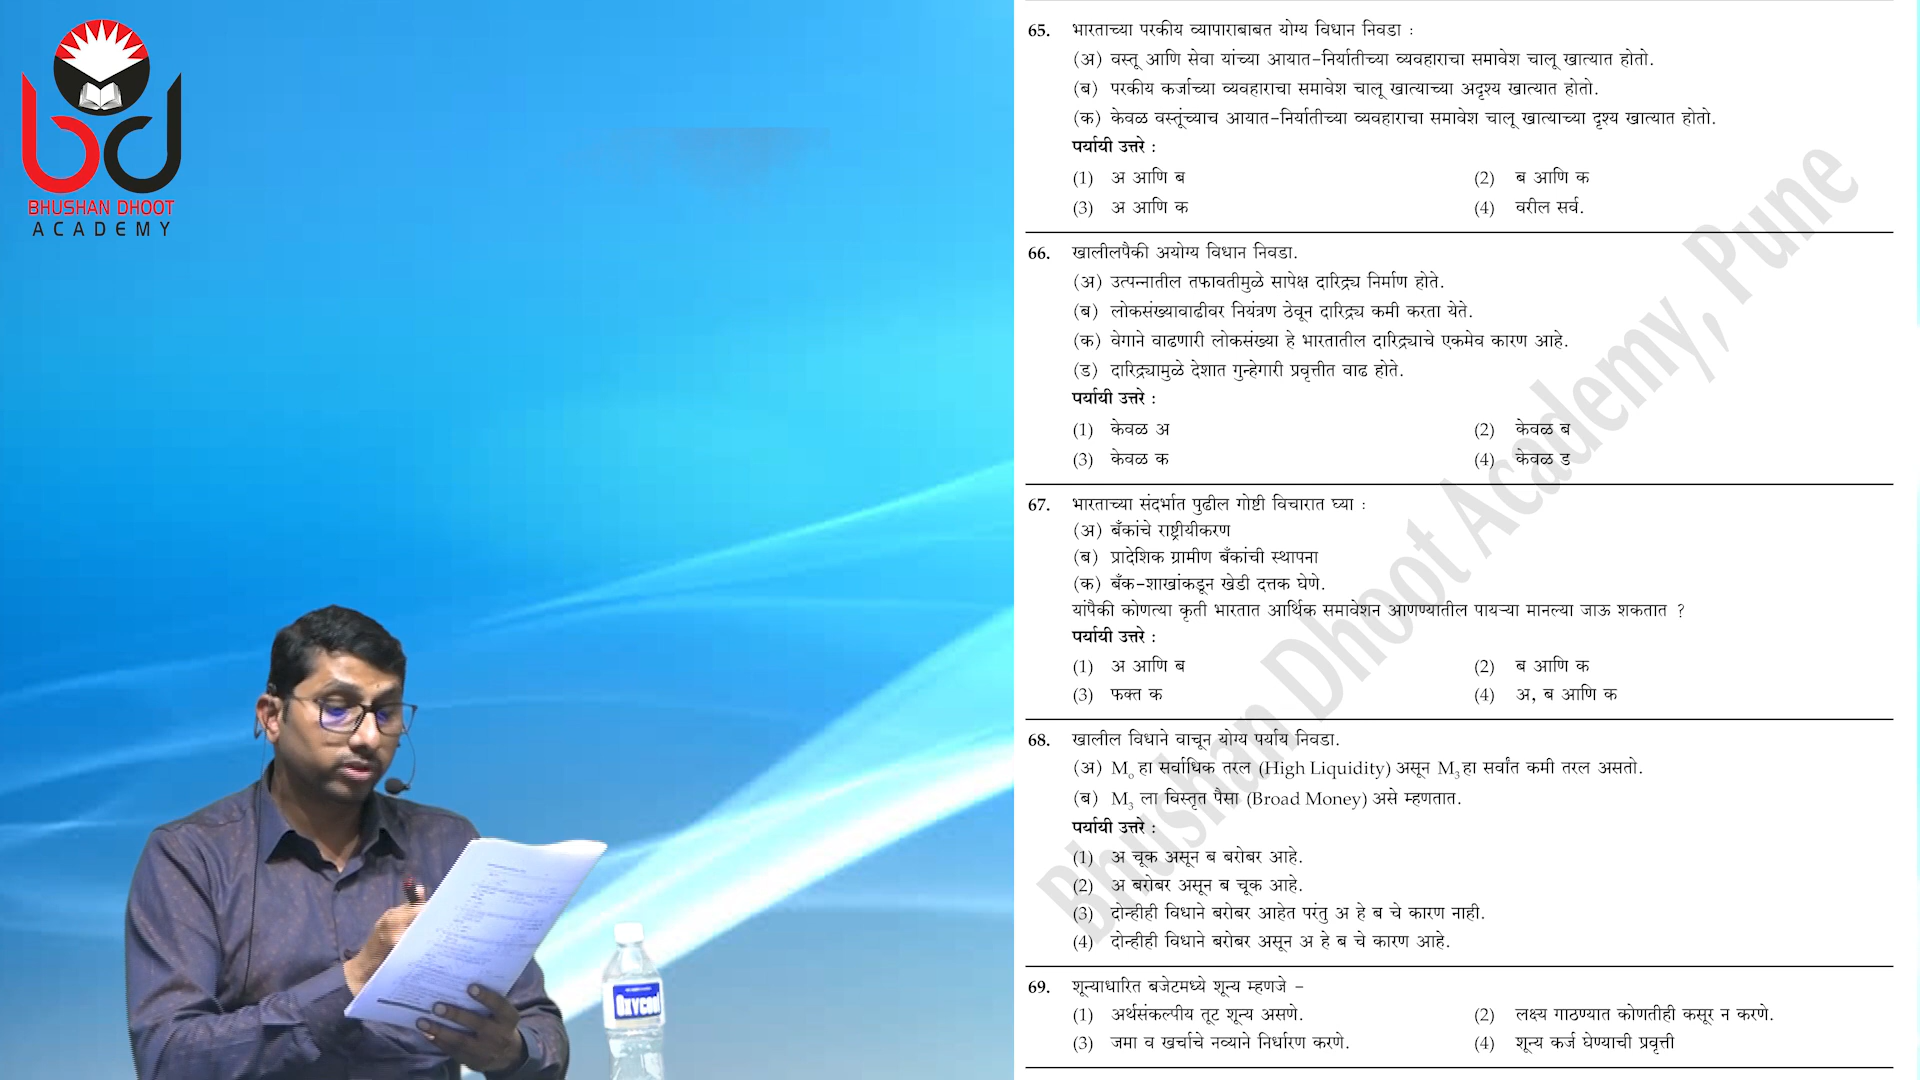 BHUSHAN DHOOT
ACADEMY
65. भारताच्या परकीय व्यापाराबाबत योग्य विधान निवडा :
(अ) वस्तू आणि सेवा यांच्या आयात-निर्यातीच्या व्यवहाराचा समावेश चालू खात्यात होतो.
(ब) परकीय कर्जाच्या व्यवहाराचा समावेश चालू खात्याच्या अदृश्य खात्यात होतो.
(क) केवळ वस्तूंच्याच आयात-निर्यातीच्या व्यवहाराचा समावेश चालू खात्याच्या दृश्य खात्यात होतो.
पर्यायी उत्तरे :
(1) अ आणि ब (2) ब आणि क
(3) अ आणि क (4) वरील सर्व.
66. खालीलपैकी अयोग्य विधान निवडा.
(अ) उत्पन्नातील तफावतीमुळे सापेक्ष दारिद्र्य निर्माण होते.
(ब) लोकसंख्यावाढीवर नियंत्रण ठेवून दारिद्र्य कमी करता येते.
(क) वेगाने वाढणारी लोकसंख्या हे भारतातील दारिद्र्याचे एकमेव कारण आहे.
(ड) दारिद्र्यामुळे देशात गुन्हेगारी प्रवृत्तीत वाढ होते.
पर्यायी उत्तरे :
(1) केवळ अ (2) केवळ ब
(3) केवळ क (4) केवळ ड
67. भारताच्या संदर्भात पुढील गोष्टी विचारात घ्या :
(अ) बँकांचे राष्ट्रीयीकरण
(ब) प्रादेशिक ग्रामीण बँकांची स्थापना
(क) बँक-शाखांकडून खेडी दत्तक घेणे.
यांपैकी कोणत्या कृती भारतात आर्थिक समावेशन आणण्यातील पायऱ्या मानल्या जाऊ शकतात ?
पर्यायी उत्तरे :
(1) अ आणि ब (2) ब आणि क
(3) फक्त क (4) अ, ब आणि क
68. खालील विधाने वाचून योग्य पर्याय निवडा.
(अ) M₀ हा सर्वाधिक तरल (High Liquidity) असून M₃ हा सर्वांत कमी तरल असतो.
(ब) M₃ ला विस्तृत पैसा (Broad Money) असे म्हणतात.
पर्यायी उत्तरे :
(1) अ चूक असून ब बरोबर आहे.
(2) अ बरोबर असून ब चूक आहे.
(3) दोन्हीही विधाने बरोबर आहेत परंतु अ हे ब चे कारण नाही.
(4) दोन्हीही विधाने बरोबर असून अ हे ब चे कारण आहे.
69. शून्याधारित बजेटमध्ये शून्य म्हणजे -
(1) अर्थसंकल्पीय तूट शून्य असणे. (2) लक्ष्य गाठण्यात कोणतीही कसूर न करणे.
(3) जमा व खर्चाचे नव्याने निर्धारण करणे. (4) शून्य कर्ज घेण्याची प्रवृत्ती
Bhushan Dhoot Academy, Pune
Oxycool